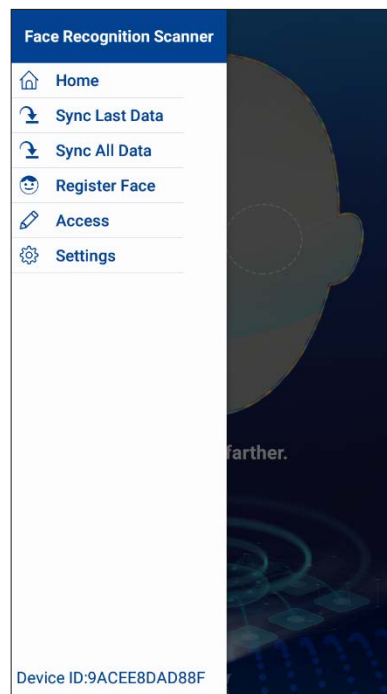 Face Recognition Scanner
Home
Sync Last Data
Sync All Data
Register Face
Access
Settings
farther.
Device ID:9ACEE8DAD88F